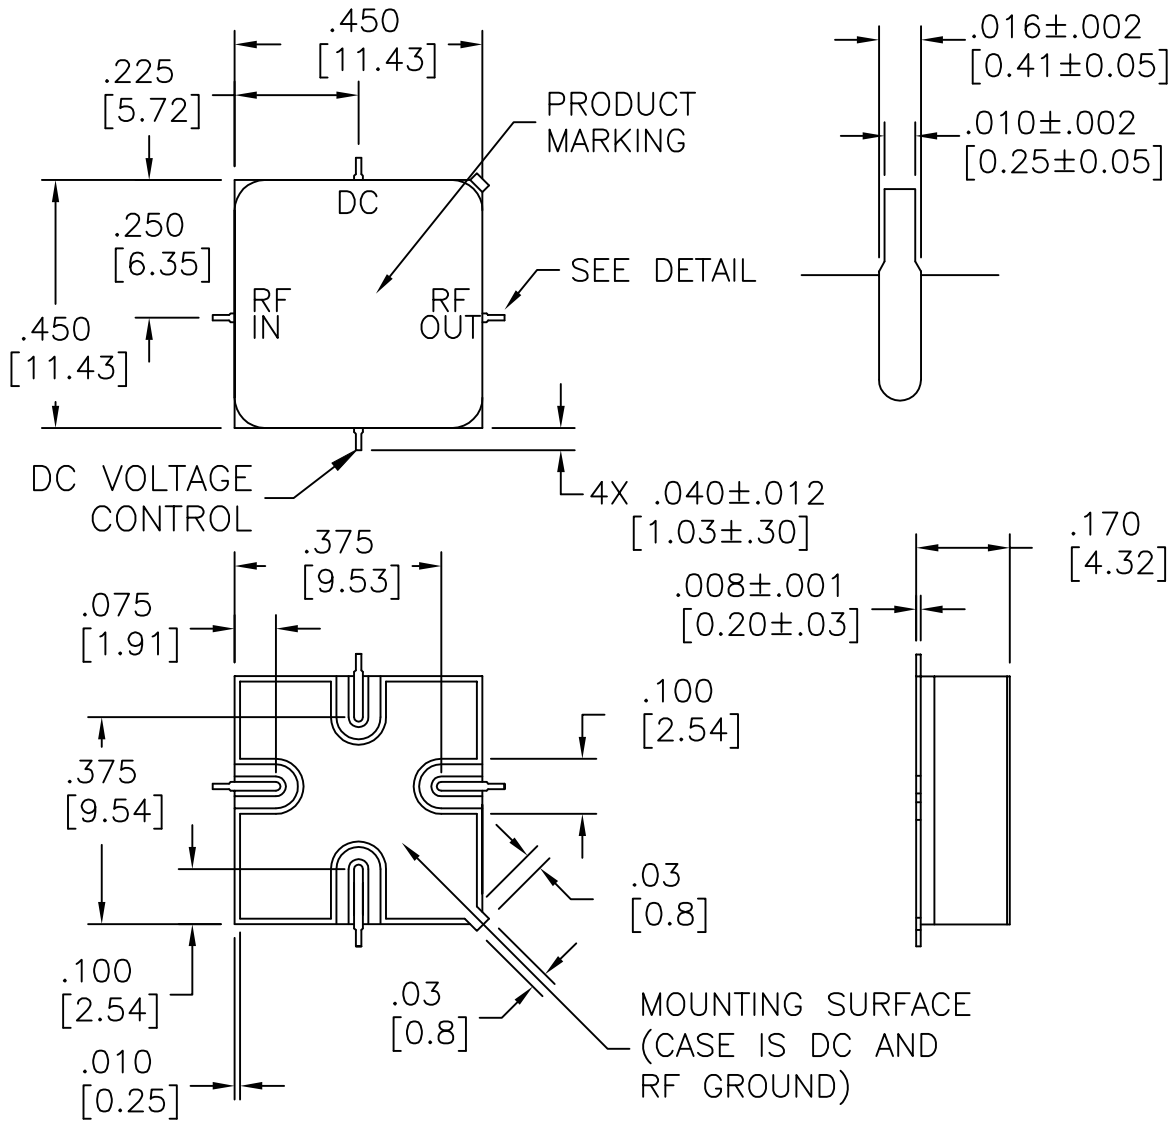 .450
[11.43]
.016±.002
[0.41±0.05]
.225
[5.72]
PRODUCT
MARKING
.010±.002
[0.25±0.05]
DC
.250
[6.35]
SEE DETAIL
RF
IN
RF
OUT
.450
[11.43]
DC VOLTAGE
CONTROL
4X .040±.012
[1.03±.30]
.375
[9.53]
.170
[4.32]
.008±.001
[0.20±.03]
.075
[1.91]
.100
[2.54]
.375
[9.54]
.03
[0.8]
.100
[2.54]
.03
[0.8]
MOUNTING SURFACE
(CASE IS DC AND
RF GROUND)
.010
[0.25]